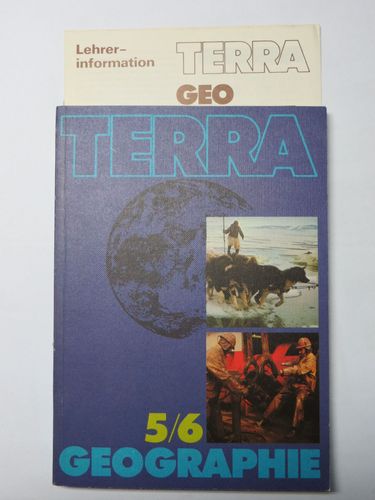 Lehrer-
information
TERRA
GEO
TERRA
5/6
GEOGRAPHIE